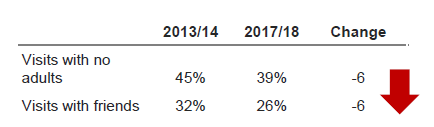 2013/14 2017/18 Change
Visits with no
adults 45% 39% -6
Visits with friends 32% 26% -6